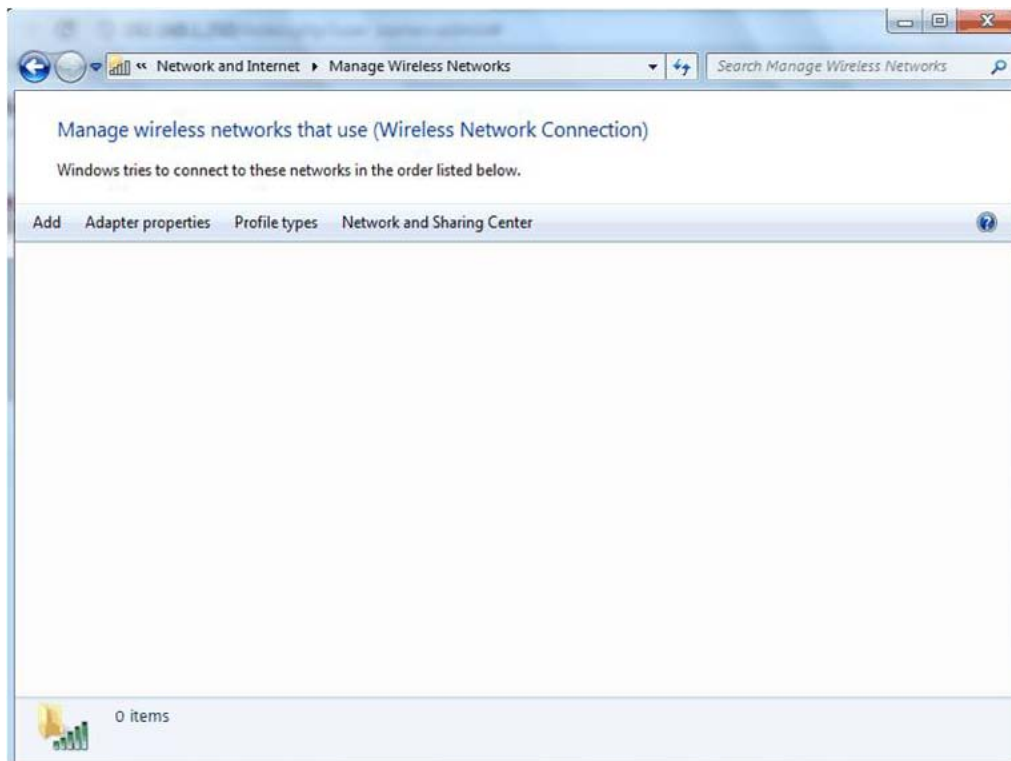 « Network and Internet ▸ Manage Wireless Networks
Search Manage Wireless Networks
Manage wireless networks that use (Wireless Network Connection)
Windows tries to connect to these networks in the order listed below.
Add Adapter properties Profile types Network and Sharing Center
0 items